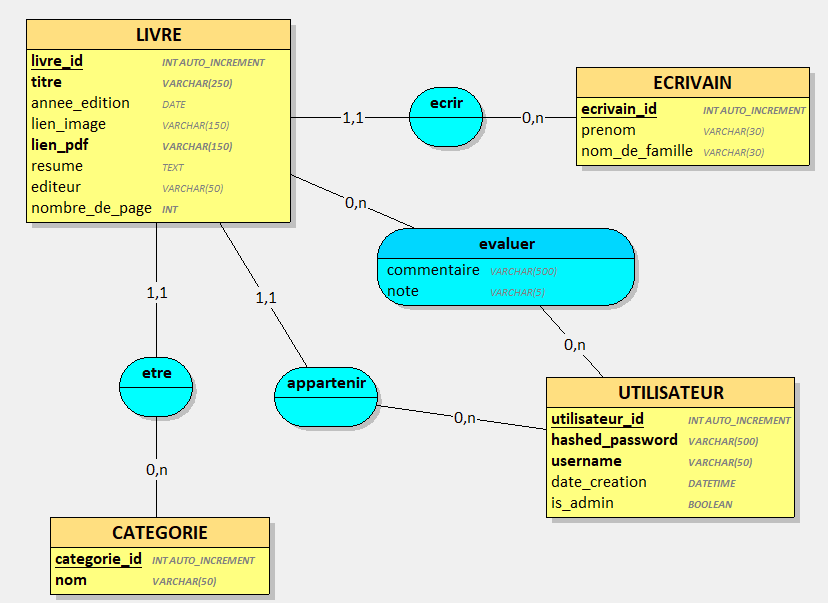 LIVRE
livre_id INT AUTO_INCREMENT
titre VARCHAR(250)
annee_edition DATE
lien_image VARCHAR(150)
lien_pdf VARCHAR(150)
resume TEXT
editeur VARCHAR(50)
nombre_de_page INT
1,1
ecrir
0,n
ECRIVAIN
ecrivain_id INT AUTO_INCREMENT
prenom VARCHAR(30)
nom_de_famille VARCHAR(30)
0,n
evaluer
commentaire VARCHAR(500)
note VARCHAR(5)
0,n
1,1
1,1
etre
appartenir
0,n
UTILISATEUR
utilisateur_id INT AUTO_INCREMENT
hashed_password VARCHAR(500)
username VARCHAR(50)
date_creation DATETIME
is_admin BOOLEAN
0,n
CATEGORIE
categorie_id INT AUTO_INCREMENT
nom VARCHAR(50)